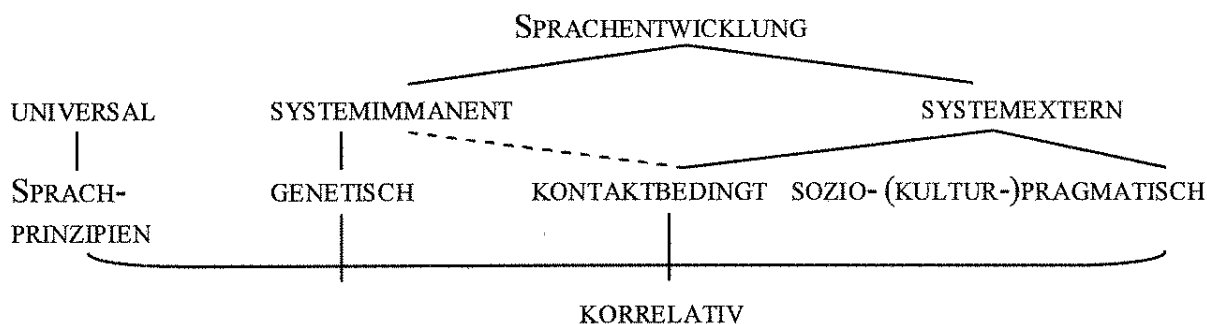 SPRACHENTWICKLUNG
UNIVERSAL SYSTEMIMMANENT SYSTEMEXTERN
SPRACH- GENETISCH KONTAKTBEDINGT SOZIO- (KULTUR-)PRAGMATISCH
PRINZIPIEN
KORRELATIV